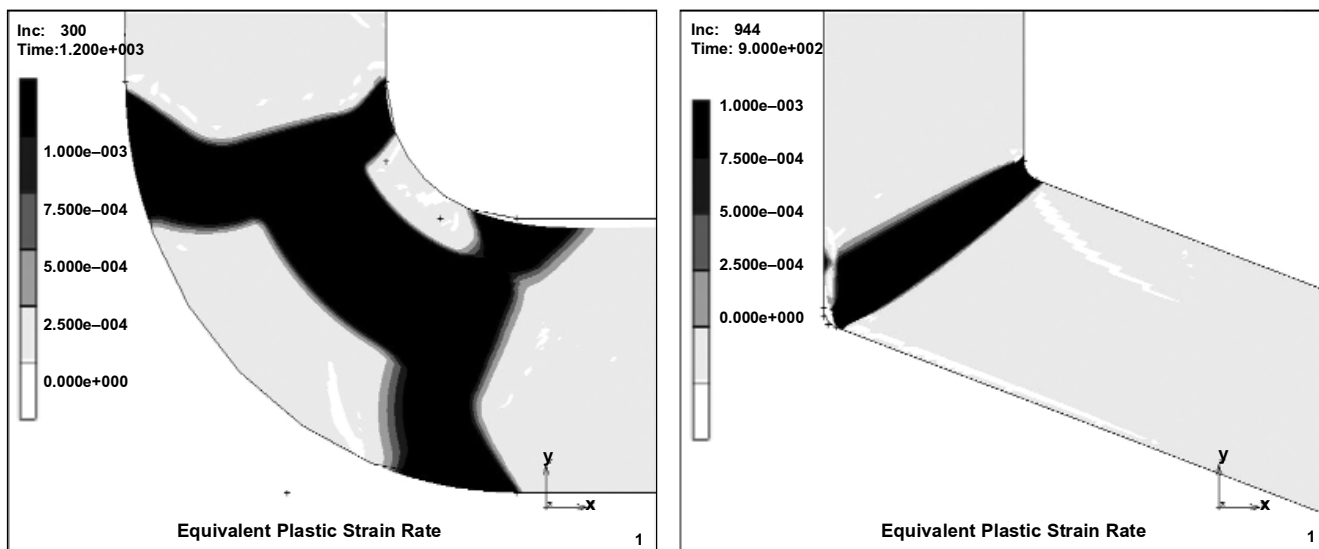 Inc: 300
Time:1.200e+003
1.000e–003
7.500e–004
5.000e–004
2.500e–004
0.000e+000
y
x
Equivalent Plastic Strain Rate
1
Inc: 944
Time: 9.000e+002
1.000e–003
7.500e–004
5.000e–004
2.500e–004
0.000e+000
y
x
Equivalent Plastic Strain Rate
1